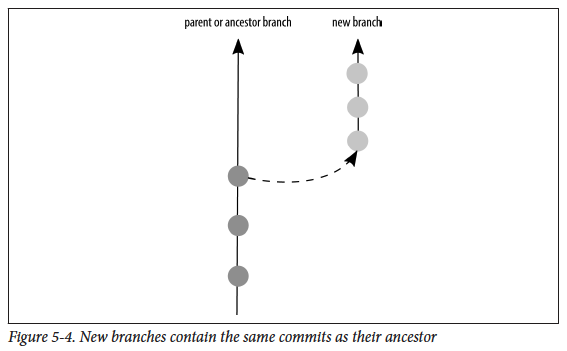 parent or ancestor branch
new branch
Figure 5-4. New branches contain the same commits as their ancestor